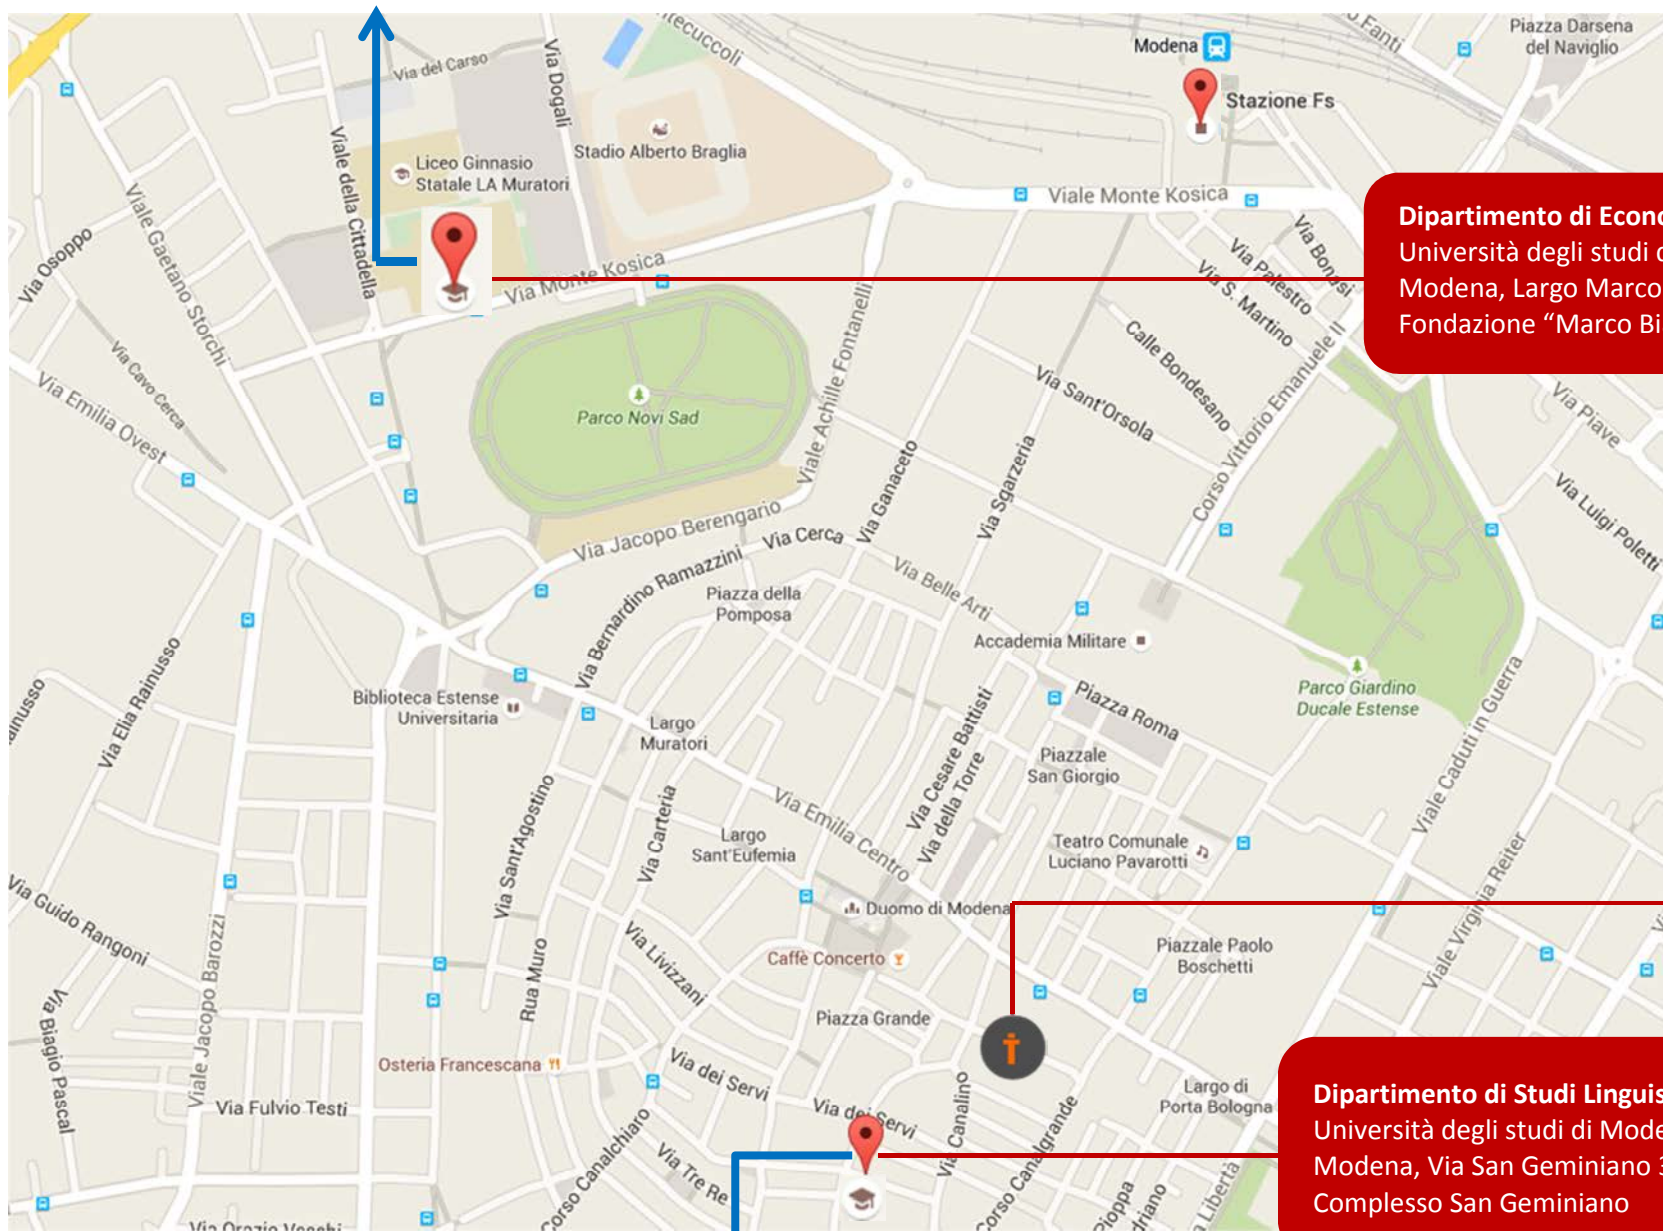 Piazza Darsena
del Naviglio
Modena
Stazione Fs
Via del Carso
Via Dogali
Stadio Alberto Braglia
Liceo Ginnasio
Statale LA Muratori
Viale della Cittadella
Viale Gaetano Storchi
Via Osoppo
Via Monte Kosica
Viale Monte Kosica
Via Bonasi
Via Palestro
Via S. Martino
Dipartimento di Econo
Università degli studi d
Modena, Largo Marco
Fondazione “Marco Bi
Via Cavo Cerca
Via Emilia Ovest
Parco Novi Sad
Viale Achille Fontanelli
Calle Bondesano
Via Sant'Orsola
Corso Vittorio Emanuele II
Via Piave
Via Luigi Poletti
Via Ganaceto
Via Sgarzeria
Via Jacopo Berengario
Via Cerca
Via Bernardino Ramazzini
Piazza della
Pomposa
Via Belle Arti
Accademia Militare
Parco Giardino
Ducale Estense
Via Elia Rainusso
Biblioteca Estense
Universitaria
Largo
Muratori
Piazza Roma
Piazzale
San Giorgio
Via Cesare Battisti
Via della Torre
Viale Caduti in Guerra
Via Sant'Agostino
Via Carteria
Via Emilia Centro
Largo
Sant'Eufemia
Teatro Comunale
Luciano Pavarotti
Viale Virginia Reiter
Via Guido Rangoni
Viale Jacopo Barozzi
Duomo di Modena
Via Livizzani
Caffè Concerto
Piazzale Paolo
Boschetti
Rua Muro
Via Biagio Pascal
Piazza Grande
Osteria Francescana
Via dei Servi
Via dei Servi
Via Fulvio Testi
Via Canalino
Largo di
Porta Bologna
Corso Canalchiaro
Via Tre Re
Corso Canalgrande
Dipartimento di Studi Linguis
Università degli studi di Mode
Modena, Via San Geminiano 3
Complesso San Geminiano